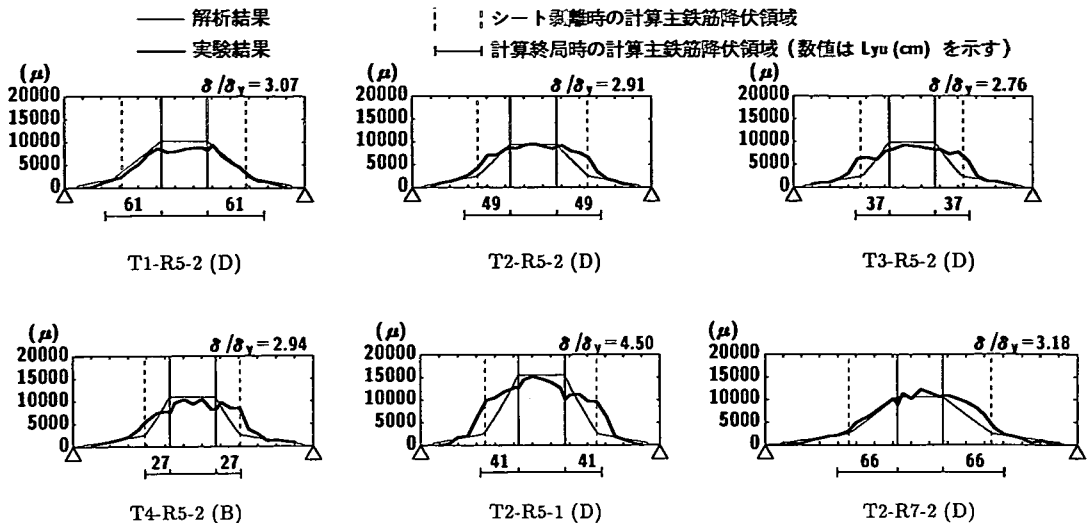 解析結果
シート剥離時の計算主鉄筋降伏領域
実験結果
計算終局時の計算主鉄筋降伏領域（数値は Lyu (cm) を示す）
(μ)
20000
15000
10000
5000
0
δ/δy=3.07
61 61
T1-R5-2 (D)
(μ)
20000
15000
10000
5000
0
δ/δy=2.91
49 49
T2-R5-2 (D)
(μ)
20000
15000
10000
5000
0
δ/δy=2.76
37 37
T3-R5-2 (D)
(μ)
20000
15000
10000
5000
0
δ/δy=2.94
27 27
T4-R5-2 (B)
(μ)
20000
15000
10000
5000
0
δ/δy=4.50
41 41
T2-R5-1 (D)
(μ)
20000
15000
10000
5000
0
δ/δy=3.18
66 66
T2-R7-2 (D)